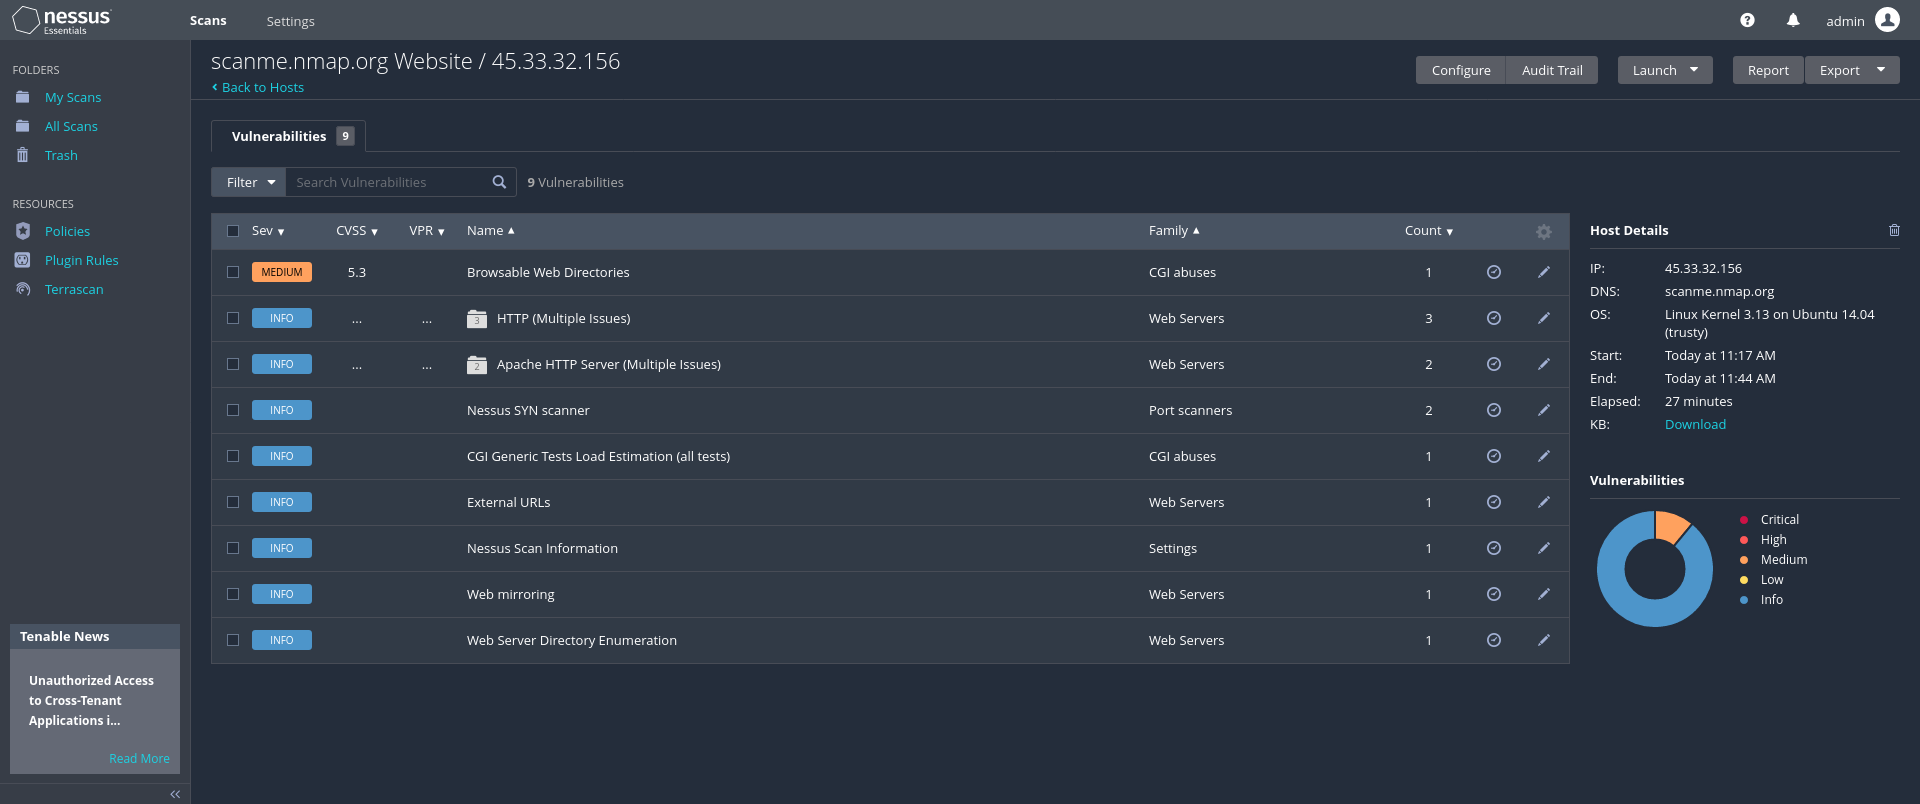 nessus
Essentials
Scans
Settings
admin
FOLDERS
My Scans
All Scans
Trash
RESOURCES
Policies
Plugin Rules
Terrascan
Tenable News
Unauthorized Access
to Cross-Tenant
Applications i...
Read More
scanme.nmap.org Website / 45.33.32.156
Back to Hosts
Configure Audit Trail Launch Report Export
Vulnerabilities 9
Filter Search Vulnerabilities 9 Vulnerabilities
Sev CVSS VPR Name Family Count
MEDIUM 5.3 Browsable Web Directories CGI abuses 1
INFO ... ... 3 HTTP (Multiple Issues) Web Servers 3
INFO ... ... 2 Apache HTTP Server (Multiple Issues) Web Servers 2
INFO Nessus SYN scanner Port scanners 2
INFO CGI Generic Tests Load Estimation (all tests) CGI abuses 1
INFO External URLs Web Servers 1
INFO Nessus Scan Information Settings 1
INFO Web mirroring Web Servers 1
INFO Web Server Directory Enumeration Web Servers 1
Host Details
IP: 45.33.32.156
DNS: scanme.nmap.org
OS: Linux Kernel 3.13 on Ubuntu 14.04
(trusty)
Start: Today at 11:17 AM
End: Today at 11:44 AM
Elapsed: 27 minutes
KB: Download
Vulnerabilities
Critical
High
Medium
Low
Info